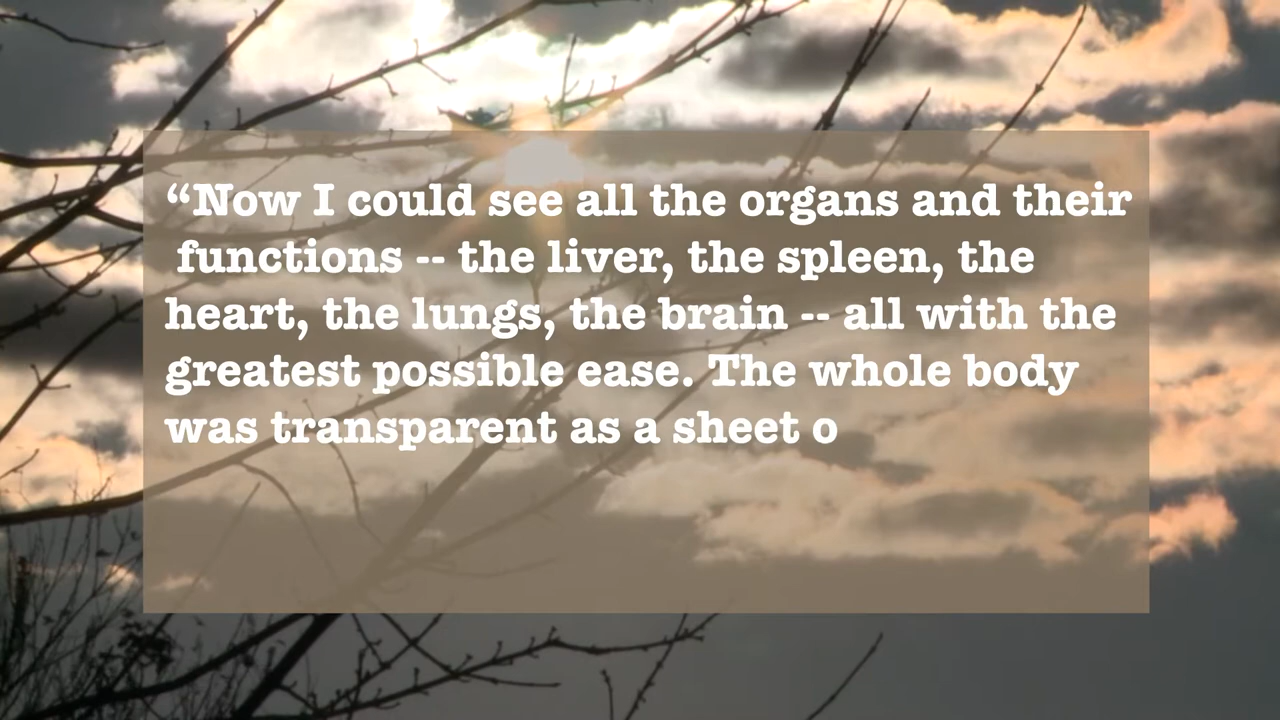 “Now I could see all the organs and their
functions -- the liver, the spleen, the
heart, the lungs, the brain -- all with the
greatest possible ease. The whole body
was transparent as a sheet o